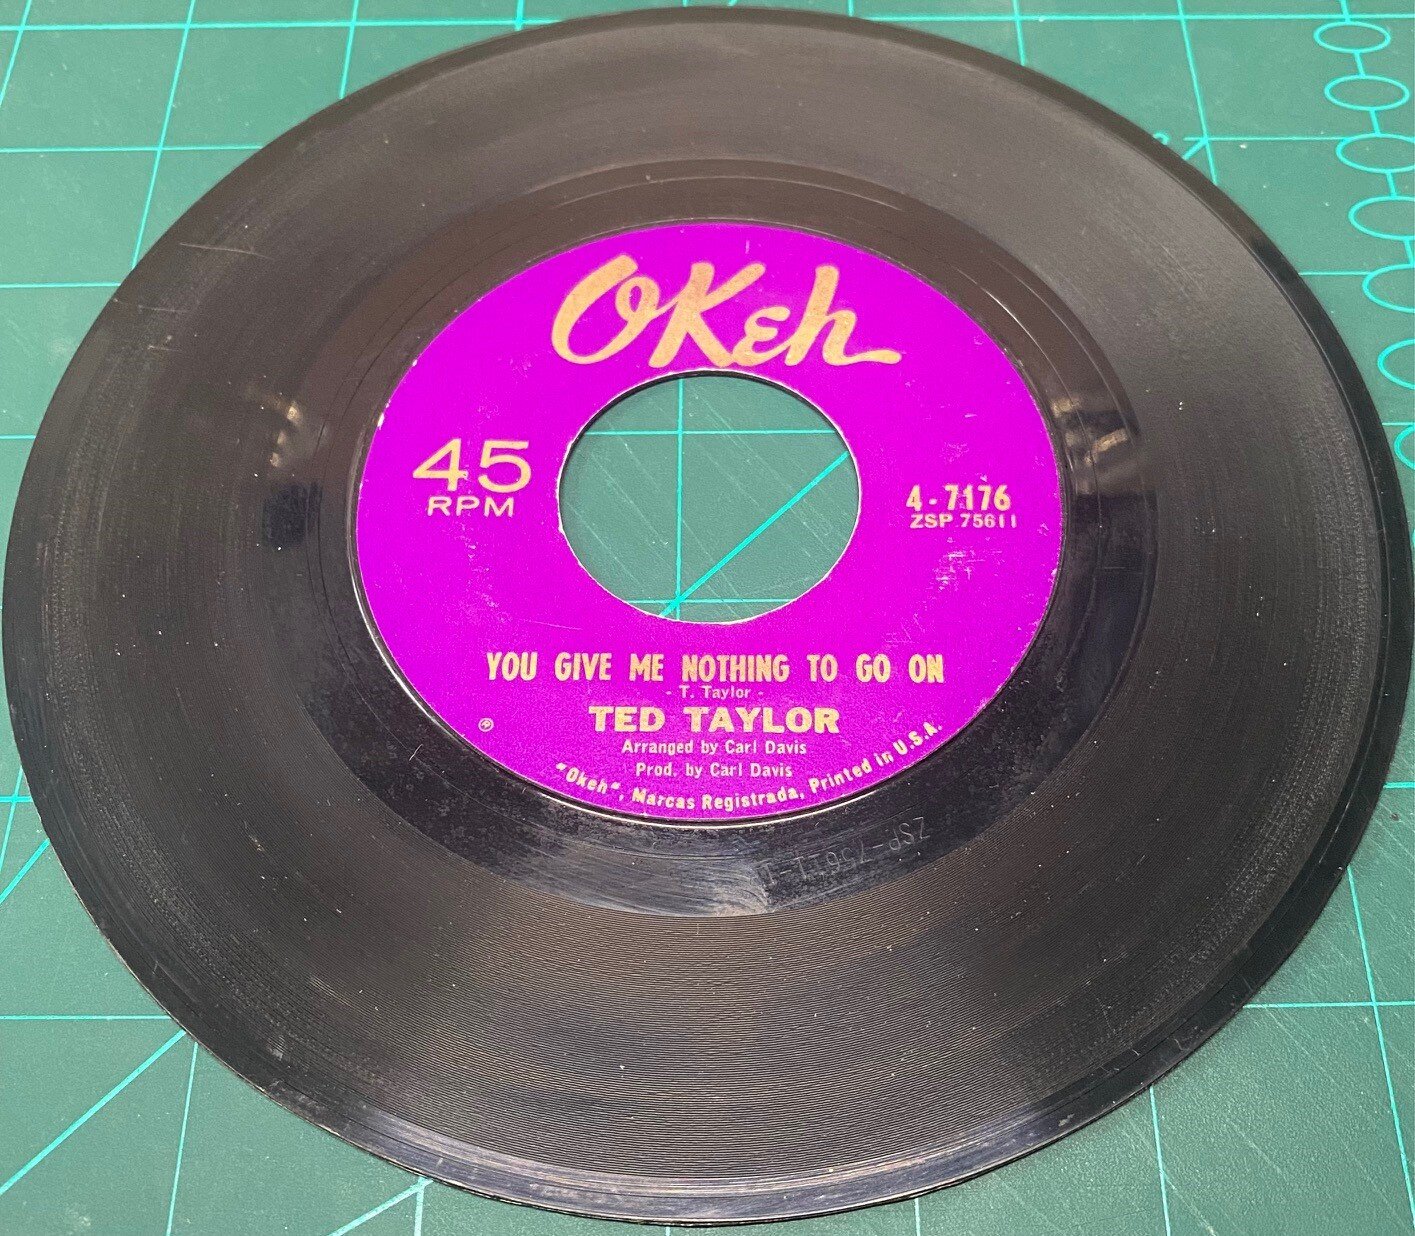 OKeh
45
RPM
4-7176
ZSP 75611
YOU GIVE ME NOTHING TO GO ON
- T. Taylor -
TED TAYLOR
Arranged by Carl Davis
Prod. by Carl Davis
"Okeh", Marcas Registrada, Printed in U.S.A.